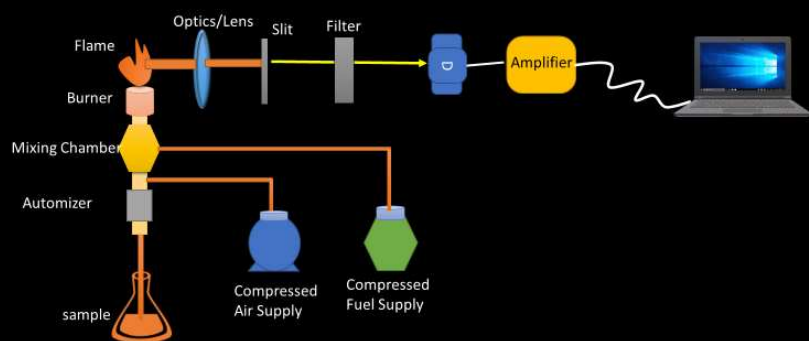 Optics/Lens
Slit
Filter
Flame
D
Amplifier
Burner
Mixing Chamber
Automizer
Compressed
Air Supply
Compressed
Fuel Supply
sample